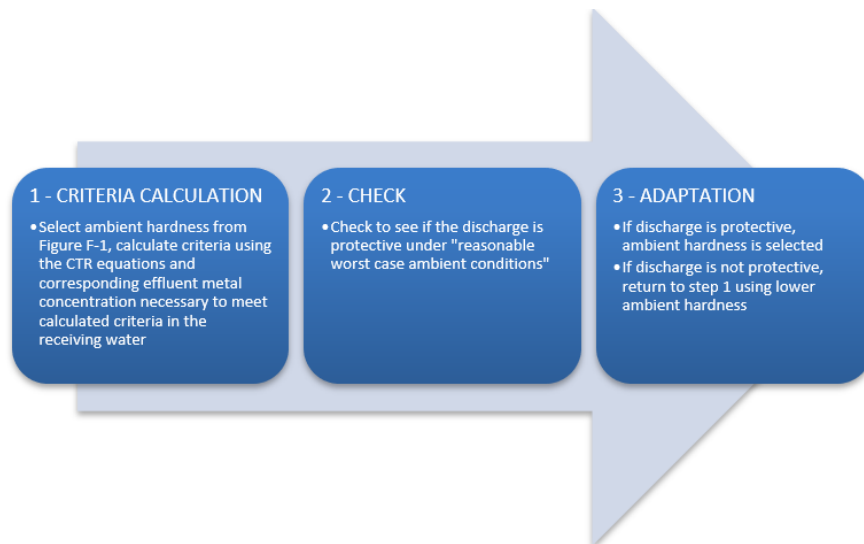 1 - CRITERIA CALCULATION
•Select ambient hardness from
Figure F-1, calculate criteria using
the CTR equations and
corresponding effluent metal
concentration necessary to meet
calculated criteria in the
receiving water
2 - CHECK
•Check to see if the discharge is
protective under "reasonable
worst case ambient conditions"
3 - ADAPTATION
•If discharge is protective,
ambient hardness is selected
•If discharge is not protective,
return to step 1 using lower
ambient hardness